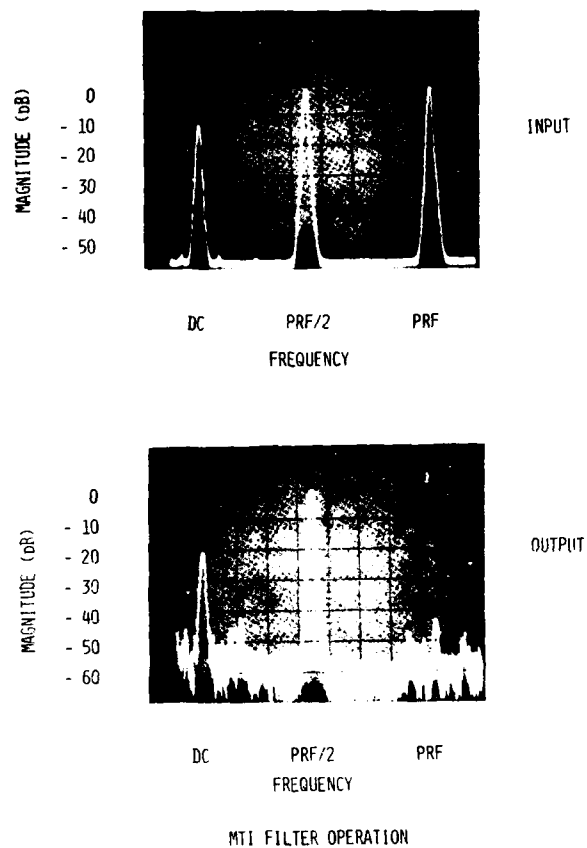 MAGNITUDE (DB)
0
- 10
- 20
- 30
- 40
- 50
INPUT
DC PRF/2 PRF
FREQUENCY
MAGNITUDE (DB)
0
- 10
- 20
- 30
- 40
- 50
- 60
OUTPUT
DC PRF/2 PRF
FREQUENCY
MTI FILTER OPERATION